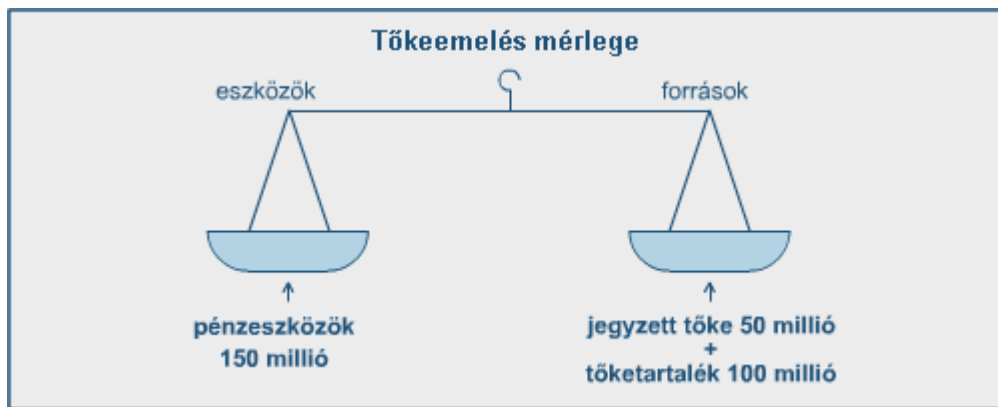 Tőkeemelés mérlege
eszközök
források
pénzeszközök
150 millió
jegyzett tőke 50 millió
+
tőketartalék 100 millió